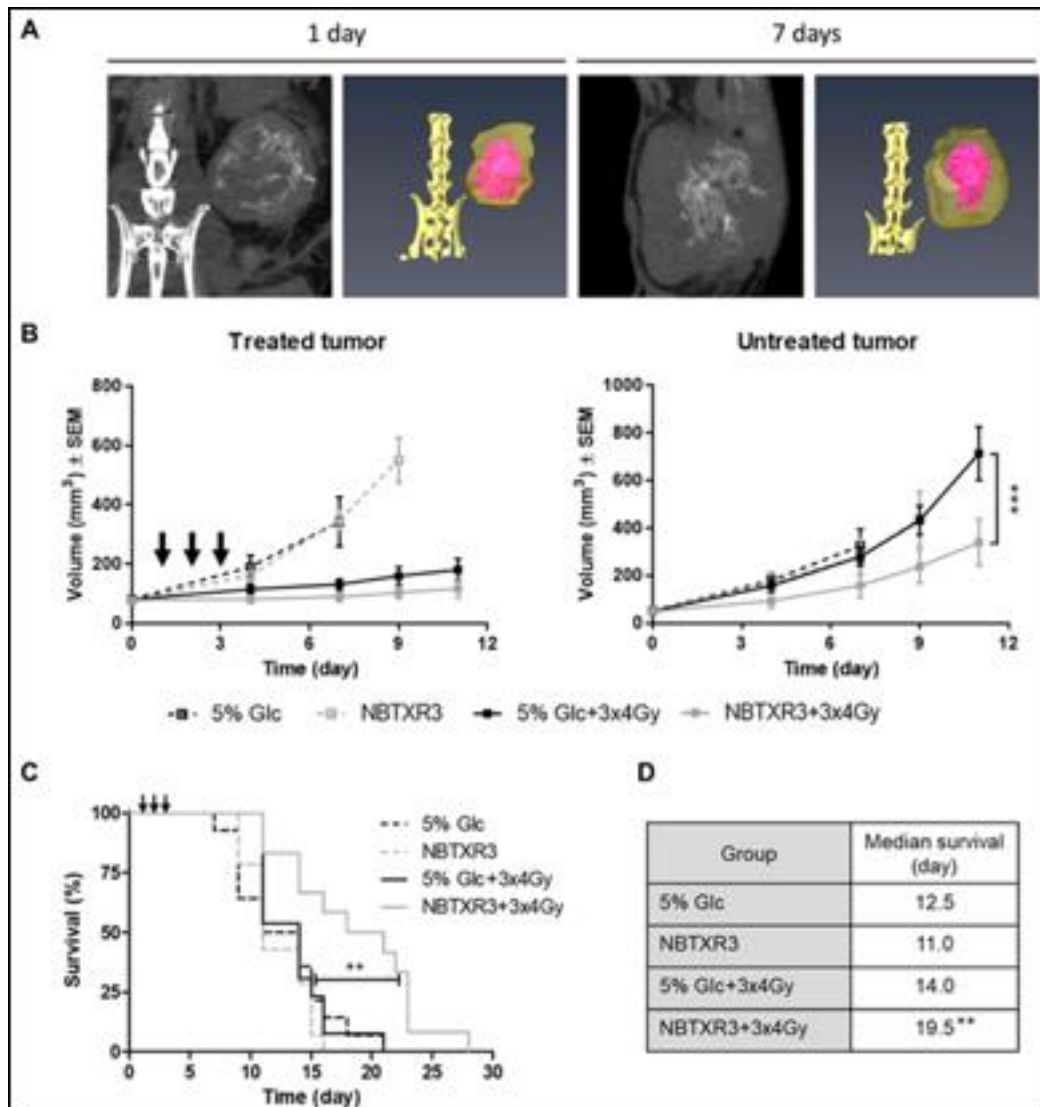 A
1 day 7 days
B
Treated tumor Untreated tumor
Volume (mm³) ± SEM
800
600
400
200
0
0 3 6 9 12
Time (day)
Volume (mm³) ± SEM
1000
800
600
400
200
0
0 3 6 9 12
Time (day)
***
5% Glc NBTXR3 5% Glc+3x4Gy NBTXR3+3x4Gy
C
Survival (%)
100
75
50
25
0
0 5 10 15 20 25 30
Time (day)
5% Glc
NBTXR3
5% Glc+3x4Gy
NBTXR3+3x4Gy
**
D
Group Median survival (day)
5% Glc 12.5
NBTXR3 11.0
5% Glc+3x4Gy 14.0
NBTXR3+3x4Gy 19.5**